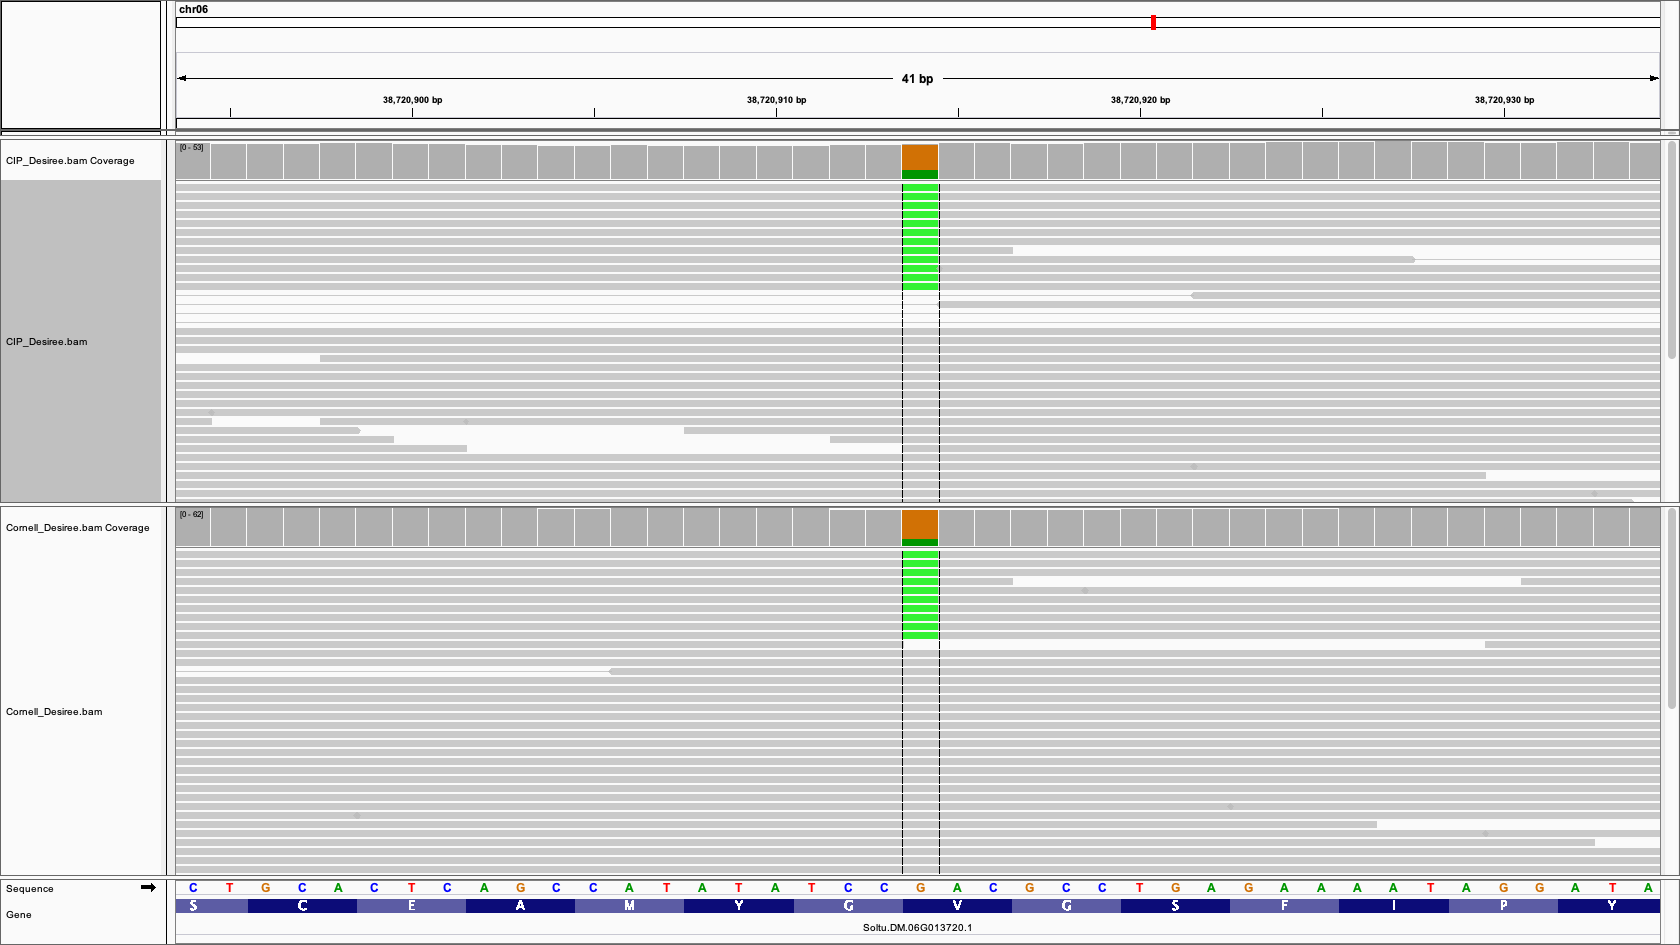 chr06
41 bp
38,720,900 bp 38,720,910 bp 38,720,920 bp 38,720,930 bp
CIP_Desiree.bam Coverage
[0 - 53]
CIP_Desiree.bam
Cornell_Desiree.bam Coverage
[0 - 62]
Cornell_Desiree.bam
Sequence C T G C A C T C A G C C A T A T A T C C G A C G C C T G A G A A A A T A G G A T A
Gene S C E A M Y G V G S F I P Y
Soltu.DM.06G013720.1